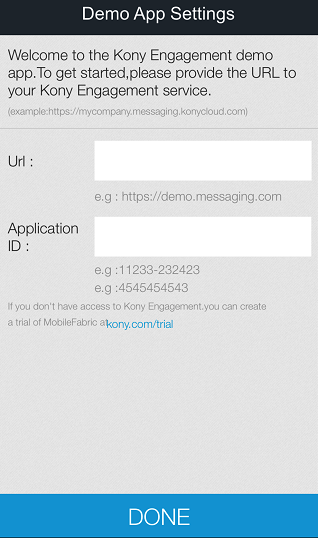 Demo App Settings
Welcome to the Kony Engagement demo
app.To get started,please provide the URL to
your Kony Engagement service.
(example:https://mycompany.messaging.konycloud.com)
Url :
e.g : https://demo.messaging.com
Application
ID :
e.g :11233-232423
e.g :4545454543
If you don't have access to Kony Engagement.you can create
a trial of MobileFabric at kony.com/trial
DONE